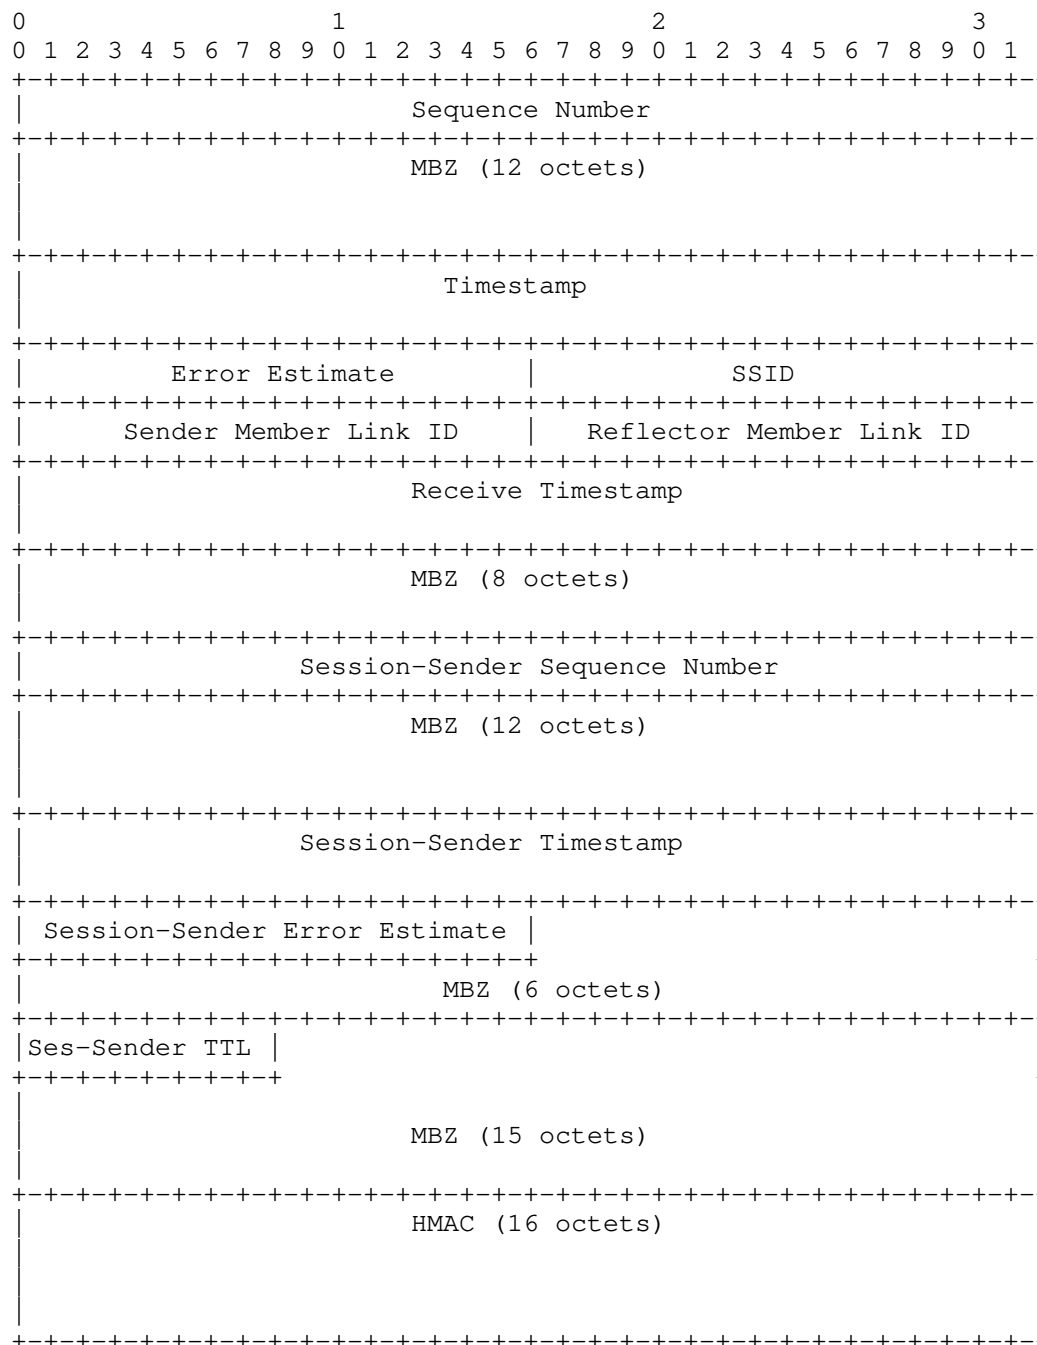 0                   1                   2                   3
0 1 2 3 4 5 6 7 8 9 0 1 2 3 4 5 6 7 8 9 0 1 2 3 4 5 6 7 8 9 0 1
+-+-+-+-+-+-+-+-+-+-+-+-+-+-+-+-+-+-+-+-+-+-+-+-+-+-+-+-+-+-+-+-
|                        Sequence Number
+-+-+-+-+-+-+-+-+-+-+-+-+-+-+-+-+-+-+-+-+-+-+-+-+-+-+-+-+-+-+-+-
|                        MBZ (12 octets)
|
|
+-+-+-+-+-+-+-+-+-+-+-+-+-+-+-+-+-+-+-+-+-+-+-+-+-+-+-+-+-+-+-+-
|                          Timestamp
|
+-+-+-+-+-+-+-+-+-+-+-+-+-+-+-+-+-+-+-+-+-+-+-+-+-+-+-+-+-+-+-+-
|         Error Estimate        |            SSID
+-+-+-+-+-+-+-+-+-+-+-+-+-+-+-+-+-+-+-+-+-+-+-+-+-+-+-+-+-+-+-+-
|      Sender Member Link ID    |   Reflector Member Link ID
+-+-+-+-+-+-+-+-+-+-+-+-+-+-+-+-+-+-+-+-+-+-+-+-+-+-+-+-+-+-+-+-
|                        Receive Timestamp
|
+-+-+-+-+-+-+-+-+-+-+-+-+-+-+-+-+-+-+-+-+-+-+-+-+-+-+-+-+-+-+-+-
|                        MBZ (8 octets)
|
+-+-+-+-+-+-+-+-+-+-+-+-+-+-+-+-+-+-+-+-+-+-+-+-+-+-+-+-+-+-+-+-
|                 Session-Sender Sequence Number
+-+-+-+-+-+-+-+-+-+-+-+-+-+-+-+-+-+-+-+-+-+-+-+-+-+-+-+-+-+-+-+-
|                        MBZ (12 octets)
|
|
+-+-+-+-+-+-+-+-+-+-+-+-+-+-+-+-+-+-+-+-+-+-+-+-+-+-+-+-+-+-+-+-
|                 Session-Sender Timestamp
|
+-+-+-+-+-+-+-+-+-+-+-+-+-+-+-+-+-+-+-+-+-+-+-+-+-+-+-+-+-+-+-+-
| Session-Sender Error Estimate |
+-+-+-+-+-+-+-+-+-+-+-+-+-+-+-+-+
|                          MBZ (6 octets)
+-+-+-+-+-+-+-+-+-+-+-+-+-+-+-+-+-+-+-+-+-+-+-+-+-+-+-+-+-+-+-+-
|Ses-Sender TTL |
+-+-+-+-+-+-+-+-+
|
|                        MBZ (15 octets)
|
+-+-+-+-+-+-+-+-+-+-+-+-+-+-+-+-+-+-+-+-+-+-+-+-+-+-+-+-+-+-+-+-
|                        HMAC (16 octets)
|
|
|
+-+-+-+-+-+-+-+-+-+-+-+-+-+-+-+-+-+-+-+-+-+-+-+-+-+-+-+-+-+-+-+-